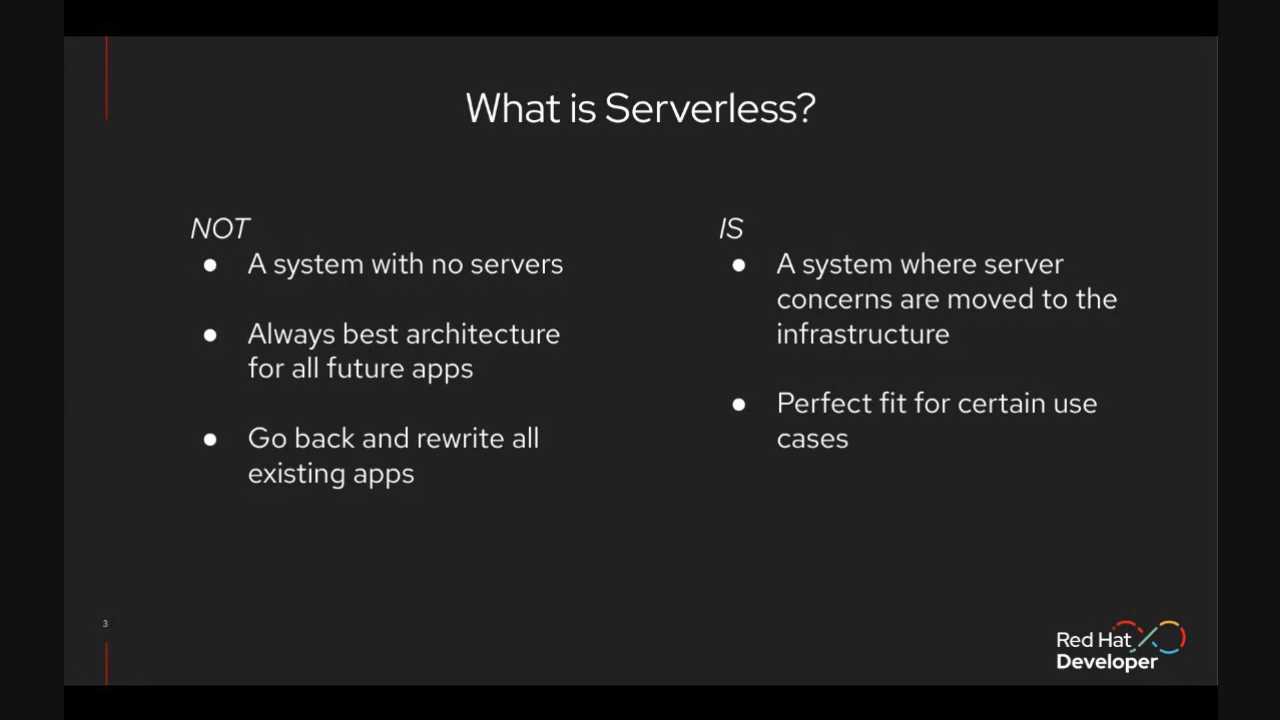 What is Serverless?
NOT
● A system with no servers
● Always best architecture
for all future apps
● Go back and rewrite all
existing apps
IS
● A system where server
concerns are moved to the
infrastructure
● Perfect fit for certain use
cases
3
Red Hat
Developer